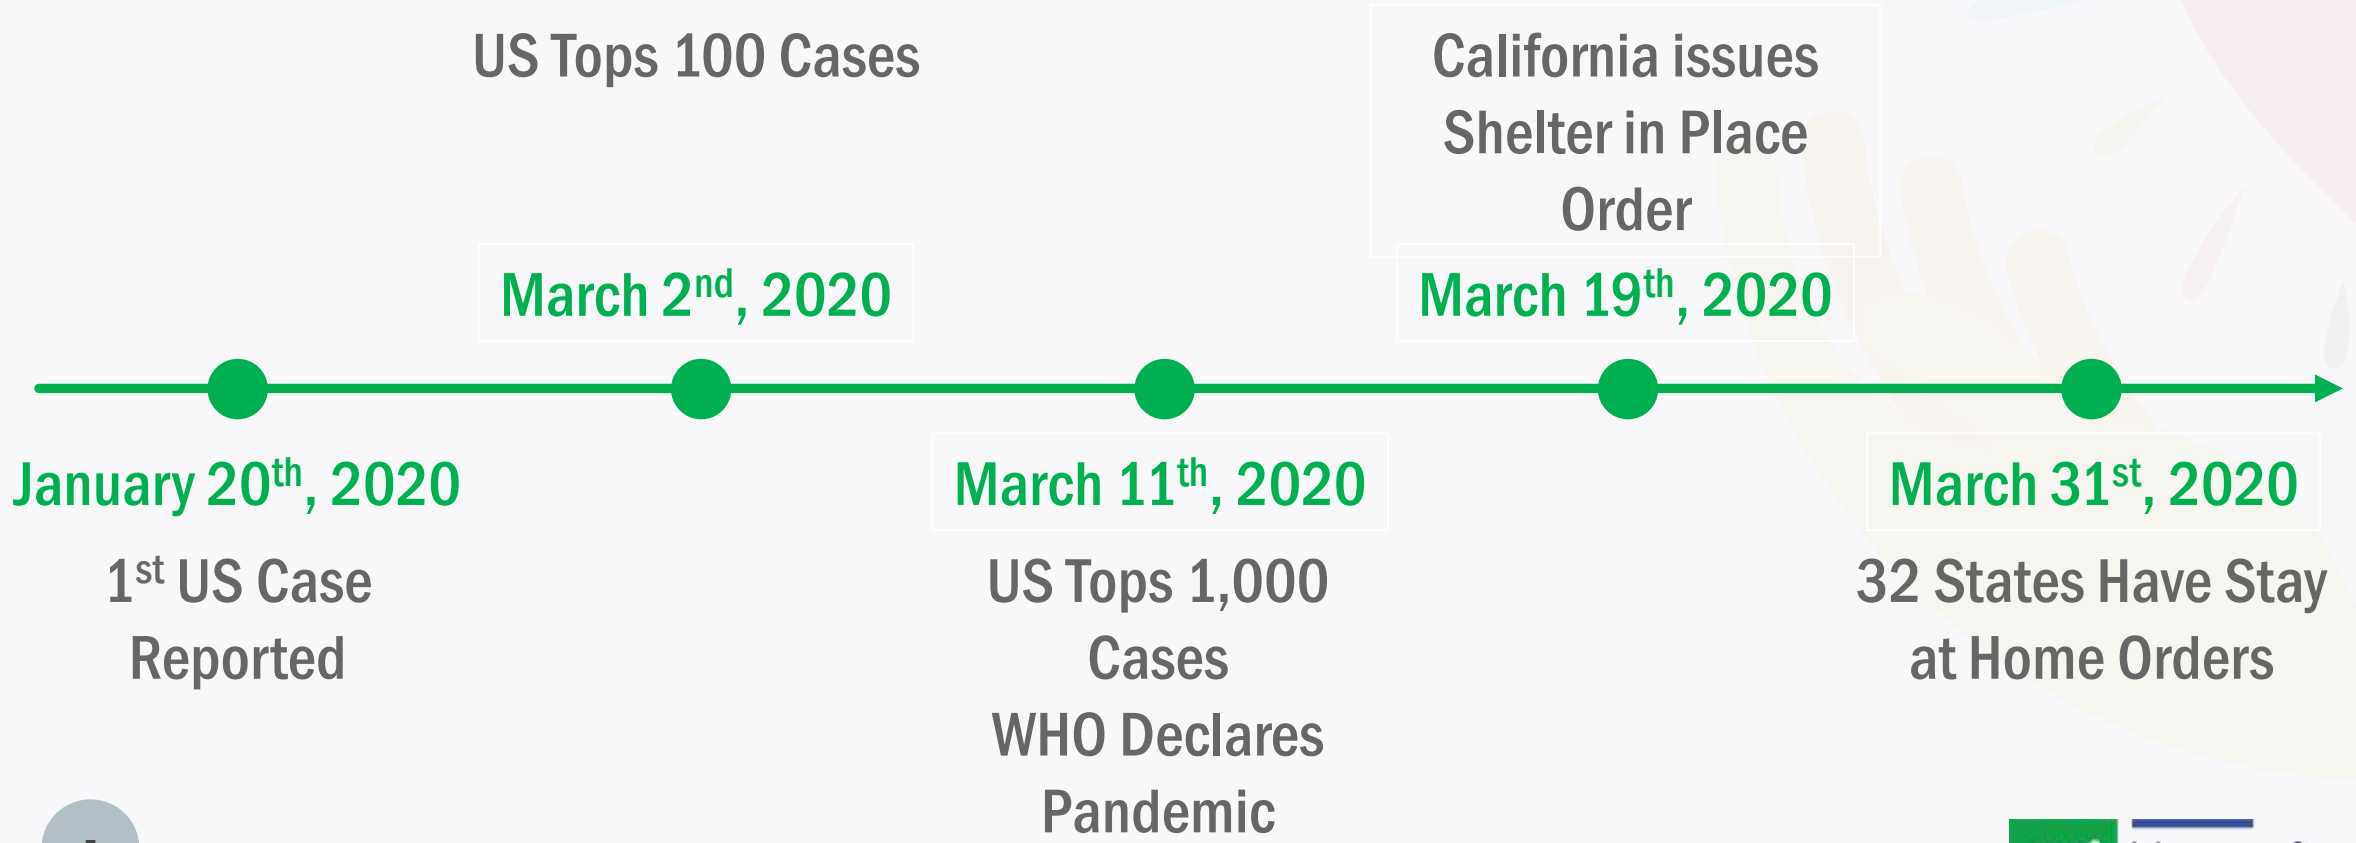 US Tops 100 Cases
March 2nd, 2020
California issues
Shelter in Place
Order
March 19th, 2020
January 20th, 2020
1st US Case
Reported
March 11th, 2020
US Tops 1,000
Cases
WHO Declares
Pandemic
March 31st, 2020
32 States Have Stay
at Home Orders